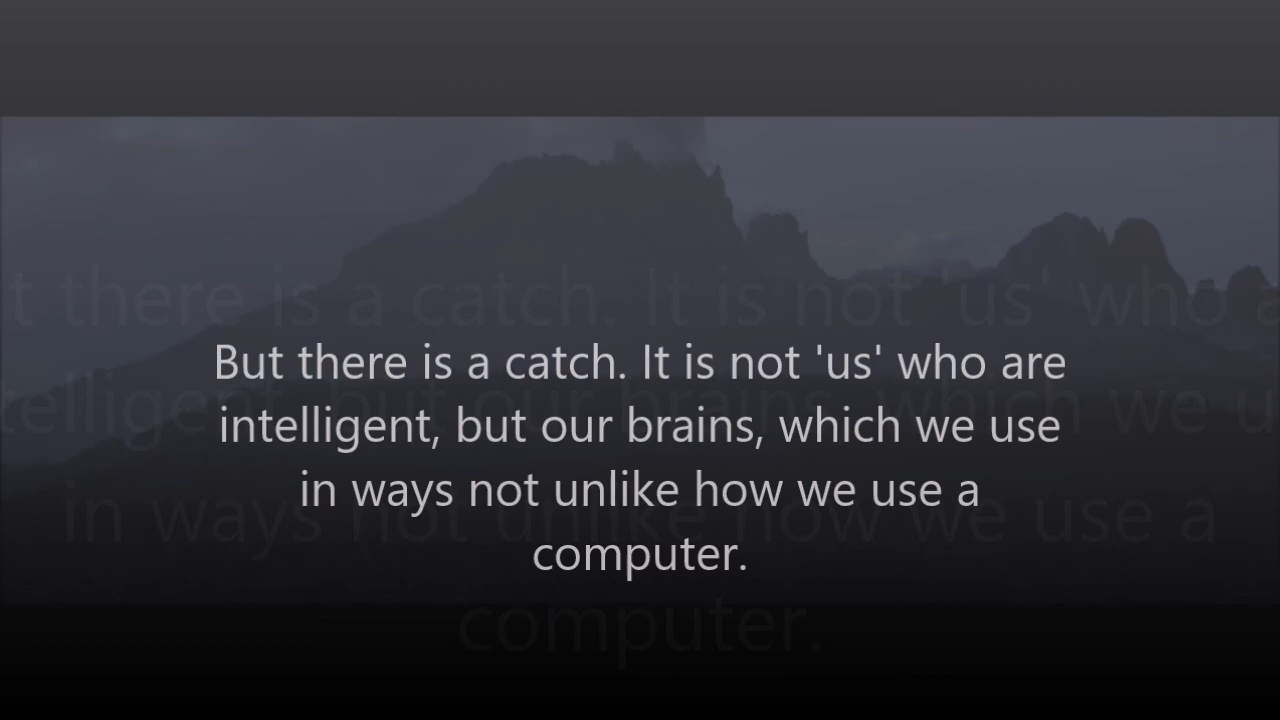 But there is a catch. It is not 'us' who are
intelligent, but our brains, which we use
in ways not unlike how we use a
computer.